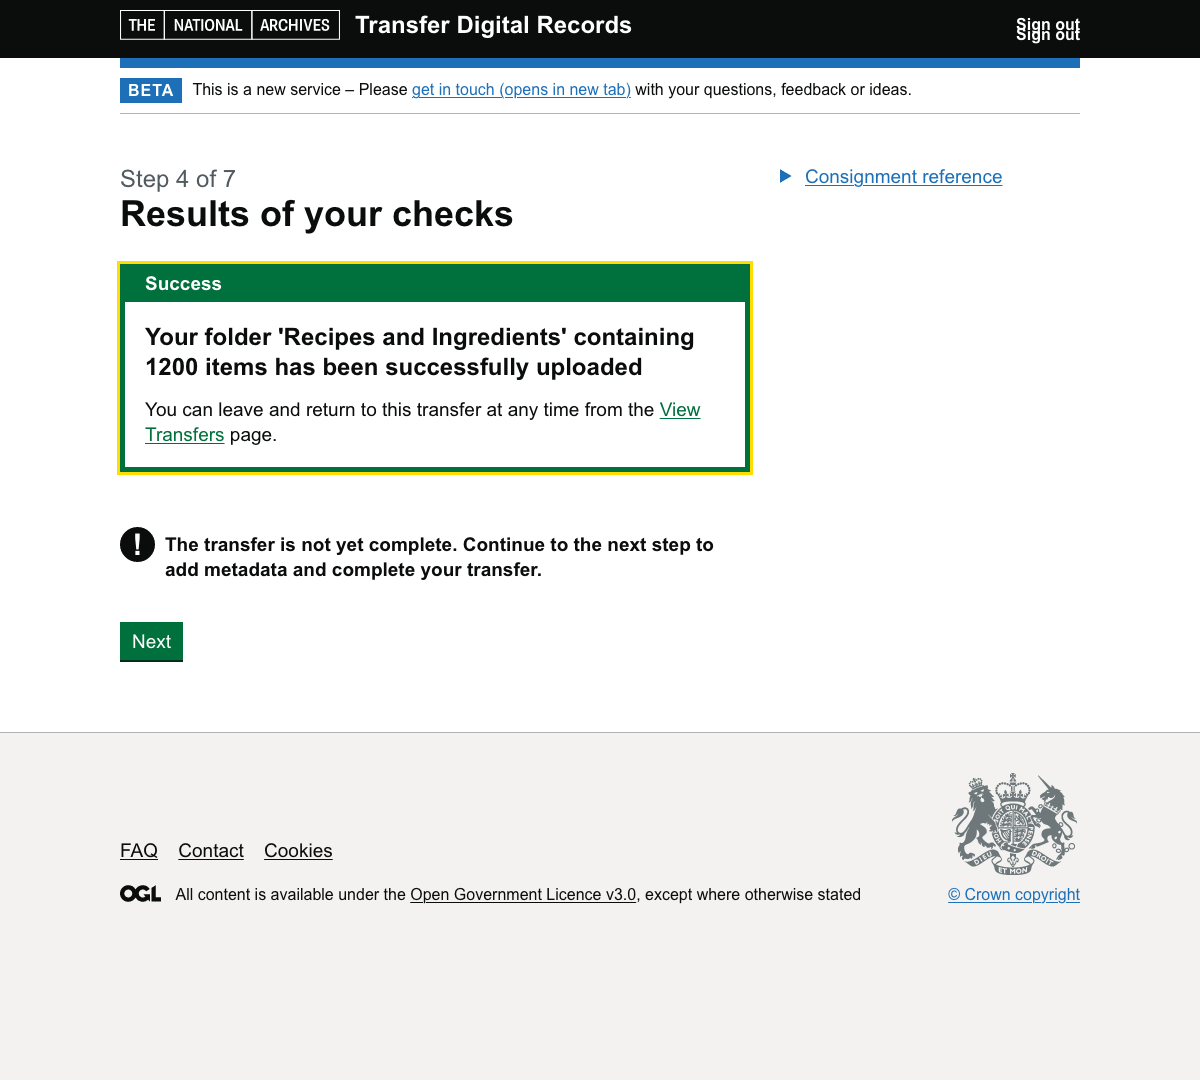 THE NATIONAL ARCHIVES Transfer Digital Records
Sign out
Sign out
BETA This is a new service – Please get in touch (opens in new tab) with your questions, feedback or ideas.
Step 4 of 7
Results of your checks
Consignment reference
Success
Your folder 'Recipes and Ingredients' containing
1200 items has been successfully uploaded
You can leave and return to this transfer at any time from the View
Transfers page.
! The transfer is not yet complete. Continue to the next step to
add metadata and complete your transfer.
Next
DIEU ET MON DROIT
FAQ Contact Cookies
OGL All content is available under the Open Government Licence v3.0, except where otherwise stated
© Crown copyright